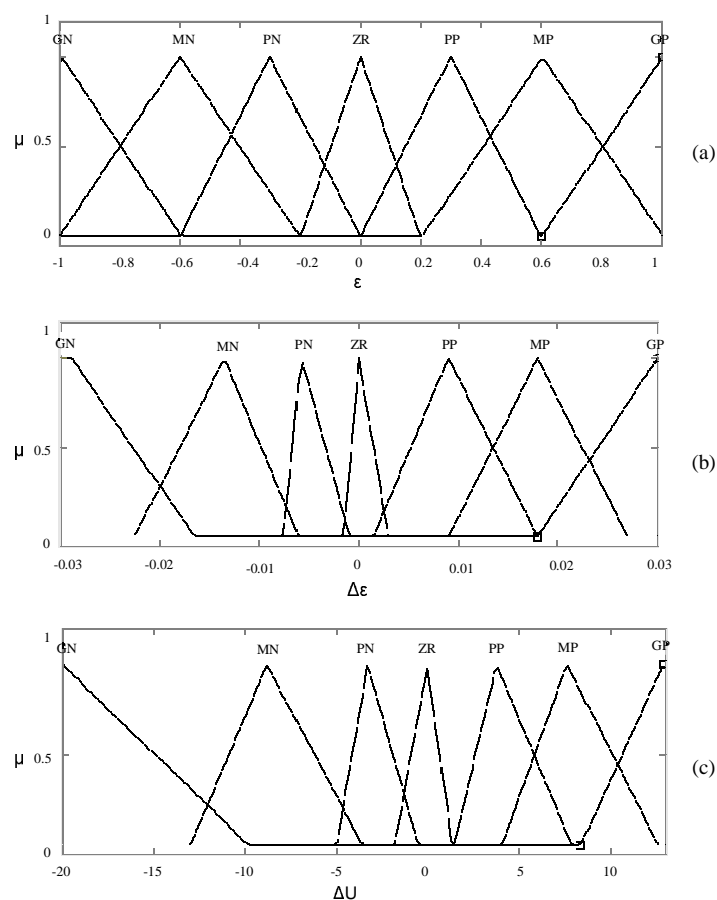 1
GN MN PN ZR PP MP GP
μ 0.5 (a)
0
-1 -0.8 -0.6 -0.4 -0.2 0 0.2 0.4 0.6 0.8 1
ε
1
GN MN PN ZR PP MP GP
μ 0.5 (b)
0
-0.03 -0.02 -0.01 0 0.01 0.02 0.03
Δε
1
GN MN PN ZR PP MP GP
μ 0.5 (c)
0
-20 -15 -10 -5 0 5 10
ΔU